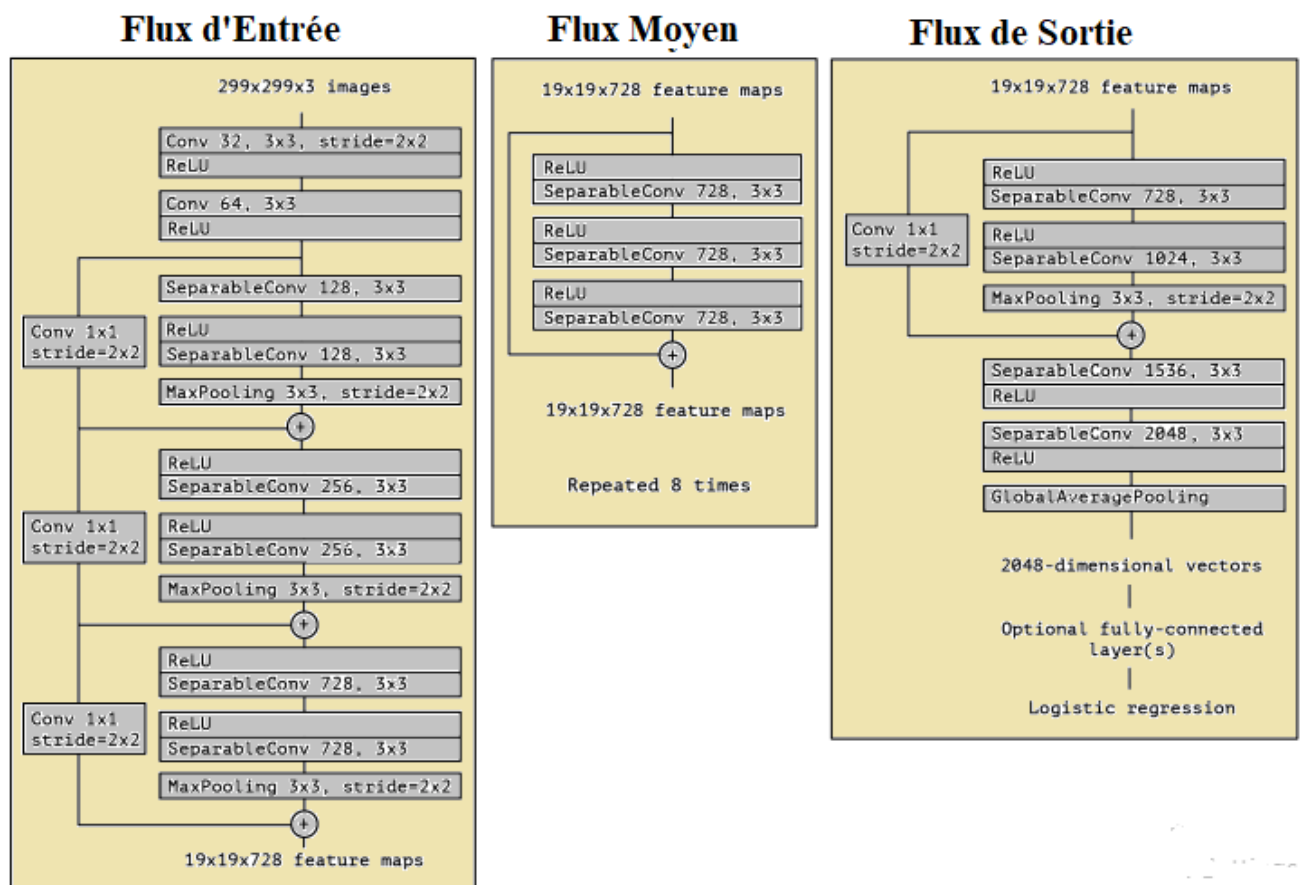 Flux d'Entrée
299x299x3 images
Conv 32, 3x3, stride=2x2
ReLU
Conv 64, 3x3
ReLU
SeparableConv 128, 3x3
Conv 1x1
stride=2x2
ReLU
SeparableConv 128, 3x3
MaxPooling 3x3, stride=2x2
+
ReLU
SeparableConv 256, 3x3
Conv 1x1
stride=2x2
ReLU
SeparableConv 256, 3x3
MaxPooling 3x3, stride=2x2
+
ReLU
SeparableConv 728, 3x3
Conv 1x1
stride=2x2
ReLU
SeparableConv 728, 3x3
MaxPooling 3x3, stride=2x2
+
19x19x728 feature maps
Flux Moyen
19x19x728 feature maps
ReLU
SeparableConv 728, 3x3
ReLU
SeparableConv 728, 3x3
ReLU
SeparableConv 728, 3x3
+
19x19x728 feature maps
Repeated 8 times
Flux de Sortie
19x19x728 feature maps
ReLU
SeparableConv 728, 3x3
Conv 1x1
stride=2x2
ReLU
SeparableConv 1024, 3x3
MaxPooling 3x3, stride=2x2
+
SeparableConv 1536, 3x3
ReLU
SeparableConv 2048, 3x3
ReLU
GlobalAveragePooling
2048-dimensional vectors
Optional fully-connected
layer(s)
Logistic regression